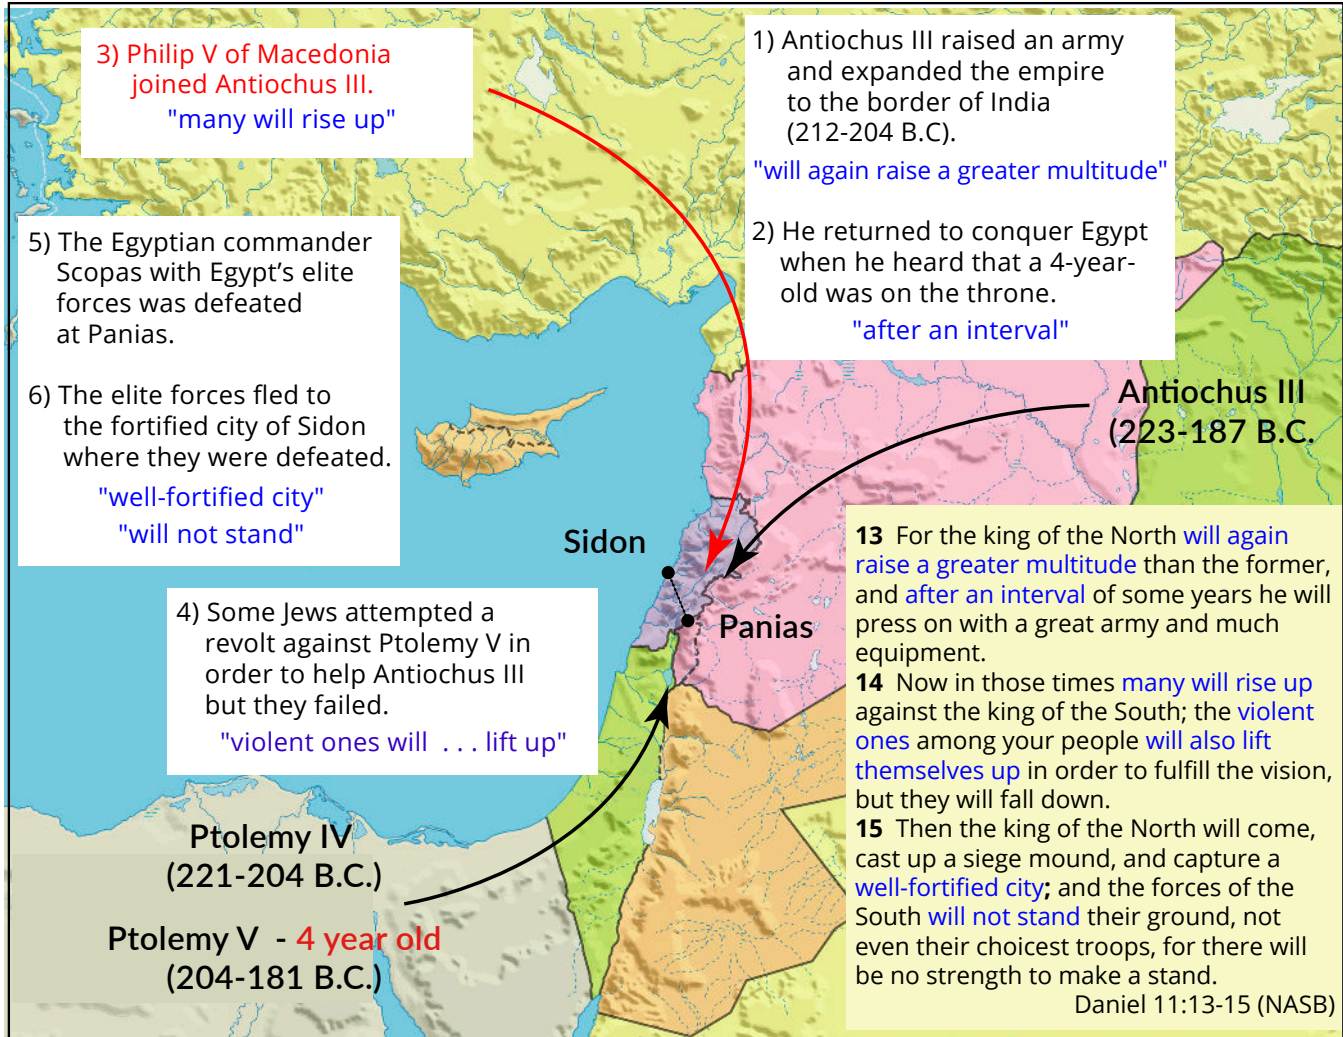 3) Philip V of Macedonia
joined Antiochus III.
"many will rise up"
1) Antiochus III raised an army
and expanded the empire
to the border of India
(212-204 B.C).
"will again raise a greater multitude"
2) He returned to conquer Egypt
when he heard that a 4-year-
old was on the throne.
"after an interval"
5) The Egyptian commander
Scopas with Egypt’s elite
forces was defeated
at Panias.
6) The elite forces fled to
the fortified city of Sidon
where they were defeated.
"well-fortified city"
"will not stand"
Antiochus III
(223-187 B.C.
Sidon
Panias
4) Some Jews attempted a
revolt against Ptolemy V in
order to help Antiochus III
but they failed.
"violent ones will . . . lift up"
Ptolemy IV
(221-204 B.C.)
Ptolemy V - 4 year old
(204-181 B.C.)
13 For the king of the North will again
raise a greater multitude than the former,
and after an interval of some years he will
press on with a great army and much
equipment.
14 Now in those times many will rise up
against the king of the South; the violent
ones among your people will also lift
themselves up in order to fulfill the vision,
but they will fall down.
15 Then the king of the North will come,
cast up a siege mound, and capture a
well-fortified city; and the forces of the
South will not stand their ground, not
even their choicest troops, for there will
be no strength to make a stand.
Daniel 11:13-15 (NASB)